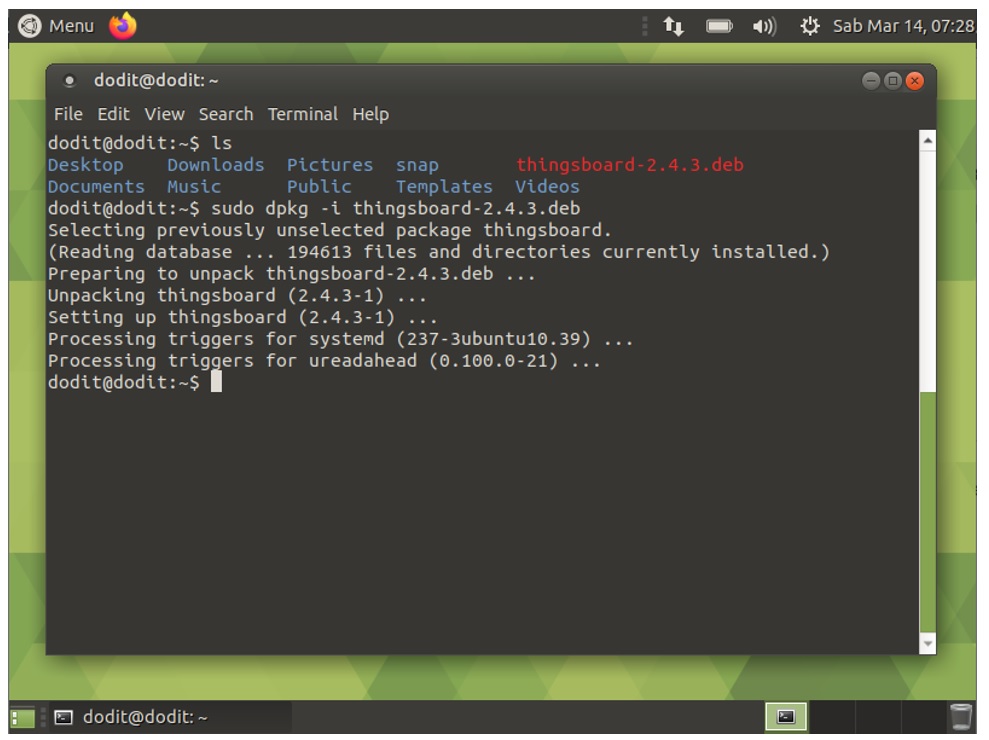 Menu
Sab Mar 14, 07:28
dodit@dodit: ~
File Edit View Search Terminal Help
dodit@dodit:~$ ls
Desktop Downloads Pictures snap thingsboard-2.4.3.deb
Documents Music Public Templates Videos
dodit@dodit:~$ sudo dpkg -i thingsboard-2.4.3.deb
Selecting previously unselected package thingsboard.
(Reading database ... 194613 files and directories currently installed.)
Preparing to unpack thingsboard-2.4.3.deb ...
Unpacking thingsboard (2.4.3-1) ...
Setting up thingsboard (2.4.3-1) ...
Processing triggers for systemd (237-3ubuntu10.39) ...
Processing triggers for ureadahead (0.100.0-21) ...
dodit@dodit:~$
dodit@dodit: ~